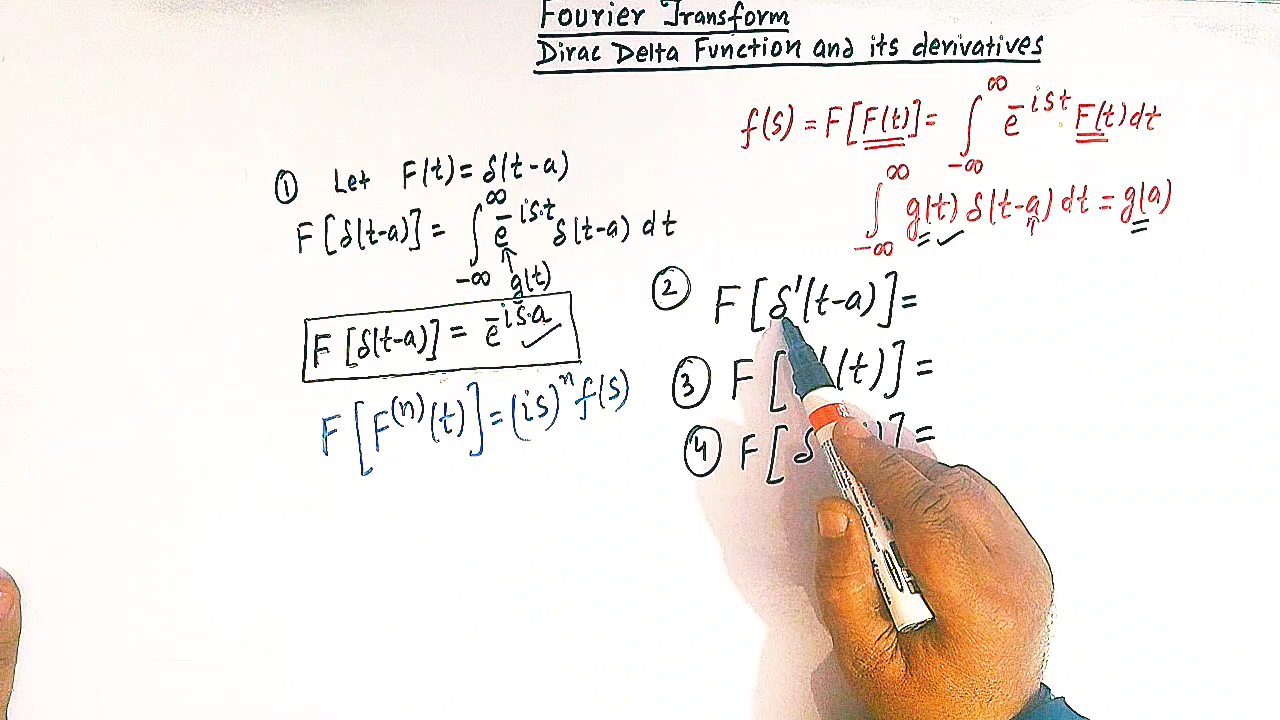 Fourier Transform
Dirac Delta Function and its derivatives
f(s) = F[F(t)] = ∫_{-∞}^{∞} e^{-ist} F(t) dt
∫_{-∞}^{∞} g(t) δ(t-a) dt = g(a)
① Let F(t) = δ(t-a)
F[δ(t-a)] = ∫_{-∞}^{∞} e^{-is.t} δ(t-a) dt
g(t)
F[δ(t-a)] = e^{-is.a}
F[F^{(n)}(t)] = (is)^n f(s)
② F[δ'(t-a)] =
③ F[ '(t)] =
④ F[δ )] =